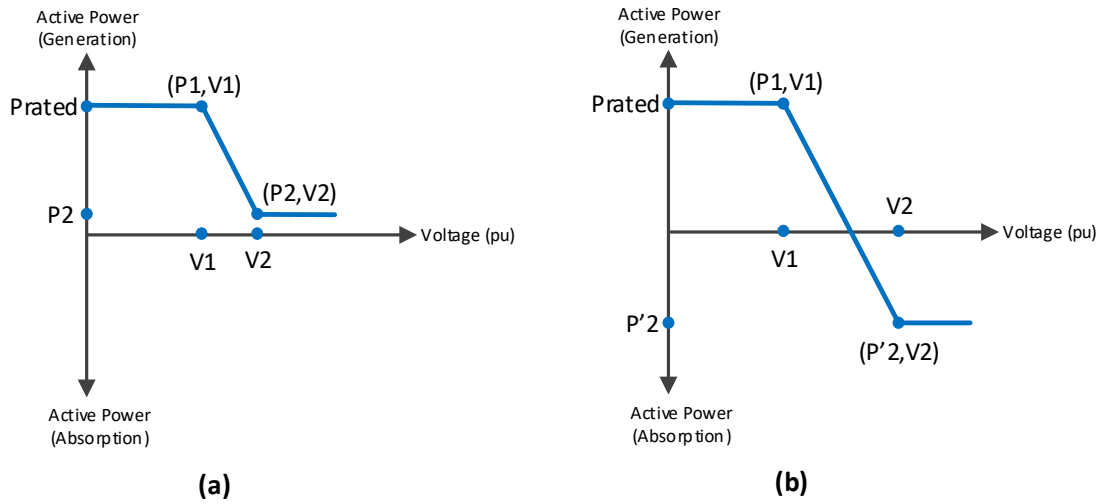 Active Power
(Generation)
(P1,V1)
Prated
(P2,V2)
P2
Voltage (pu)
V1
V2
Active Power
(Absorption)
(a)
Active Power
(Generation)
(P1,V1)
Prated
V2
Voltage (pu)
V1
P'2
(P'2,V2)
Active Power
(Absorption)
(b)